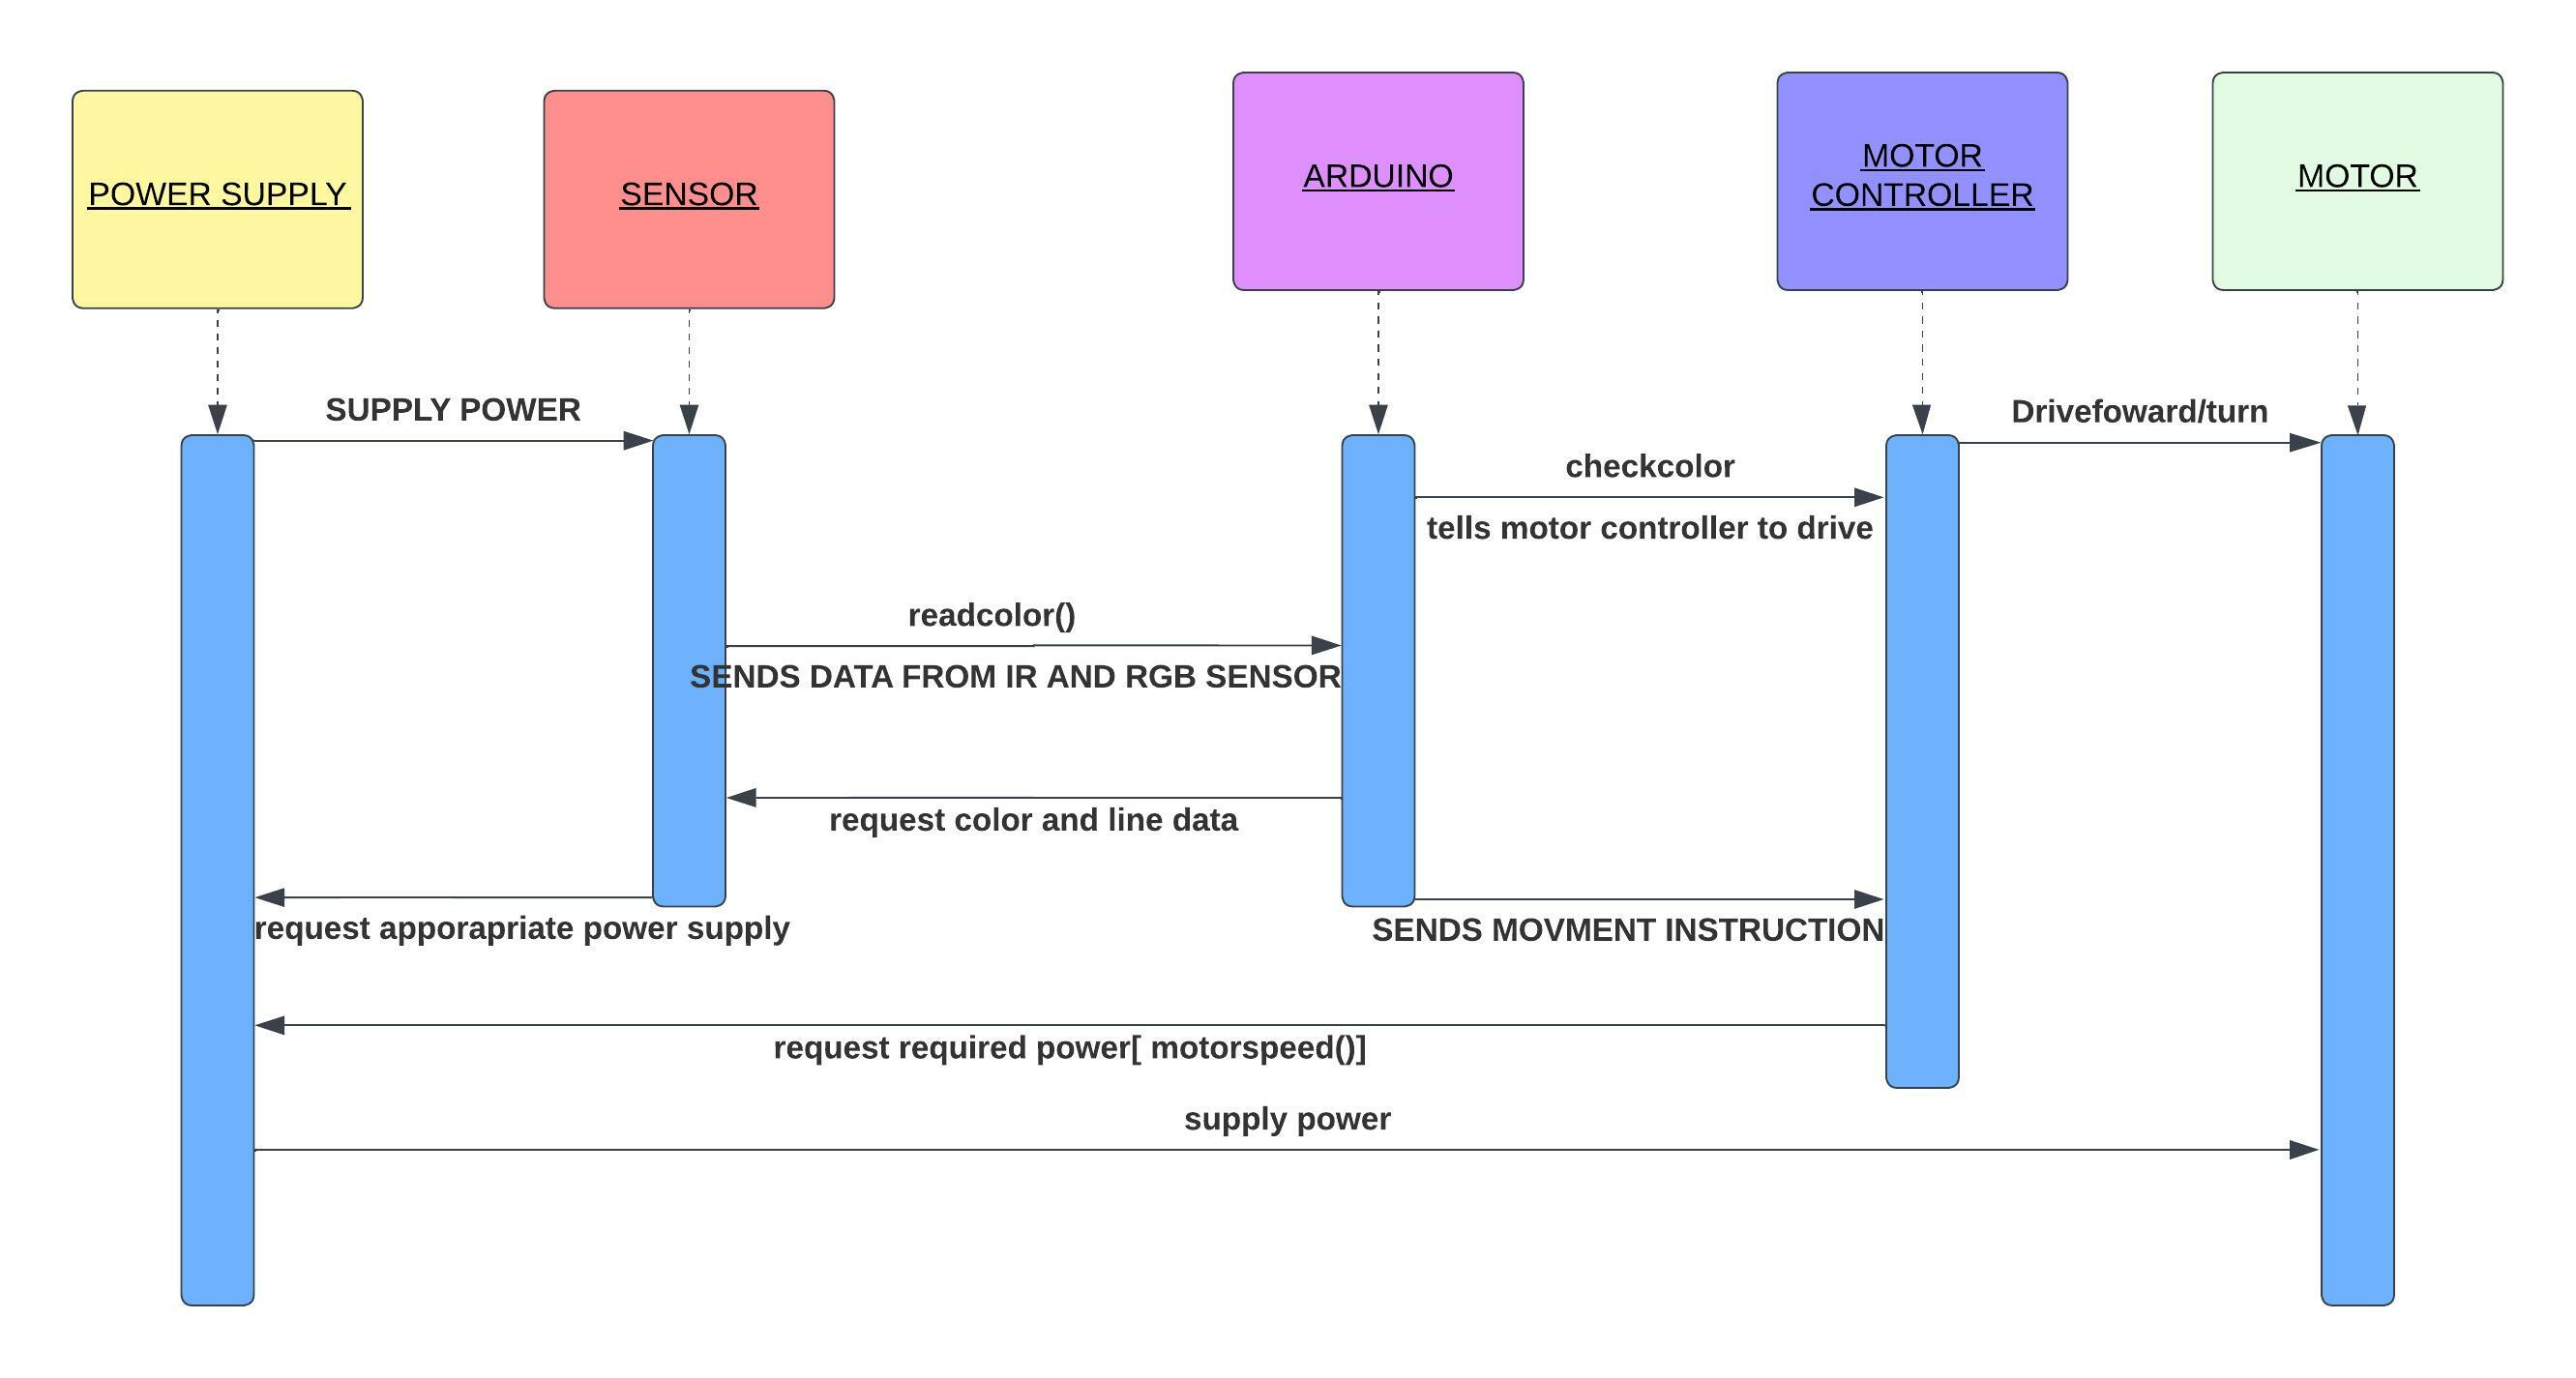 POWER SUPPLY
SENSOR
ARDUINO
MOTOR
CONTROLLER
MOTOR
SUPPLY POWER
Drivefoward/turn
checkcolor
tells motor controller to drive
readcolor()
SENDS DATA FROM IR AND RGB SENSOR
request color and line data
request apporapriate power supply
SENDS MOVMENT INSTRUCTION
request required power[ motorspeed()]
supply power